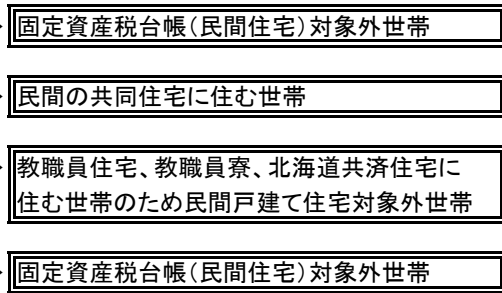 固定資産税台帳（民間住宅）対象外世帯
民間の共同住宅に住む世帯
教職員住宅、教職員寮、北海道共済住宅に
住む世帯のため民間戸建て住宅対象外世帯
固定資産税台帳（民間住宅）対象外世帯